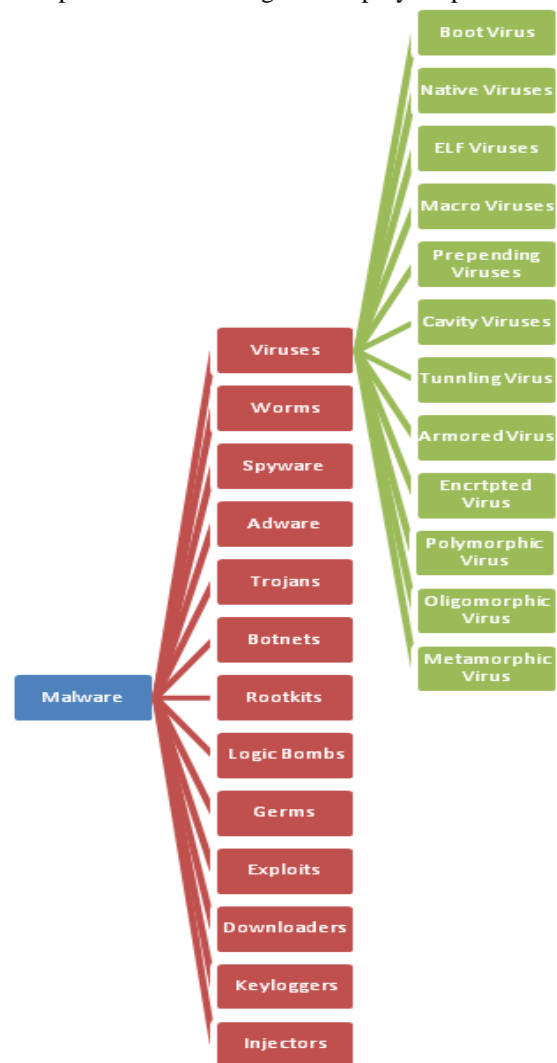 Boot Virus
Native Viruses
ELF Viruses
Macro Viruses
Prepending
Viruses
Cavity Viruses
Tunnling Virus
Armored Virus
Encrtpted
Virus
Polymorphic
Virus
Oligomorphic
Virus
Metamorphic
Virus
Viruses
Worms
Spyware
Adware
Trojans
Botnets
Rootkits
Logic Bombs
Germs
Exploits
Downloaders
Keyloggers
Injectors
Malware